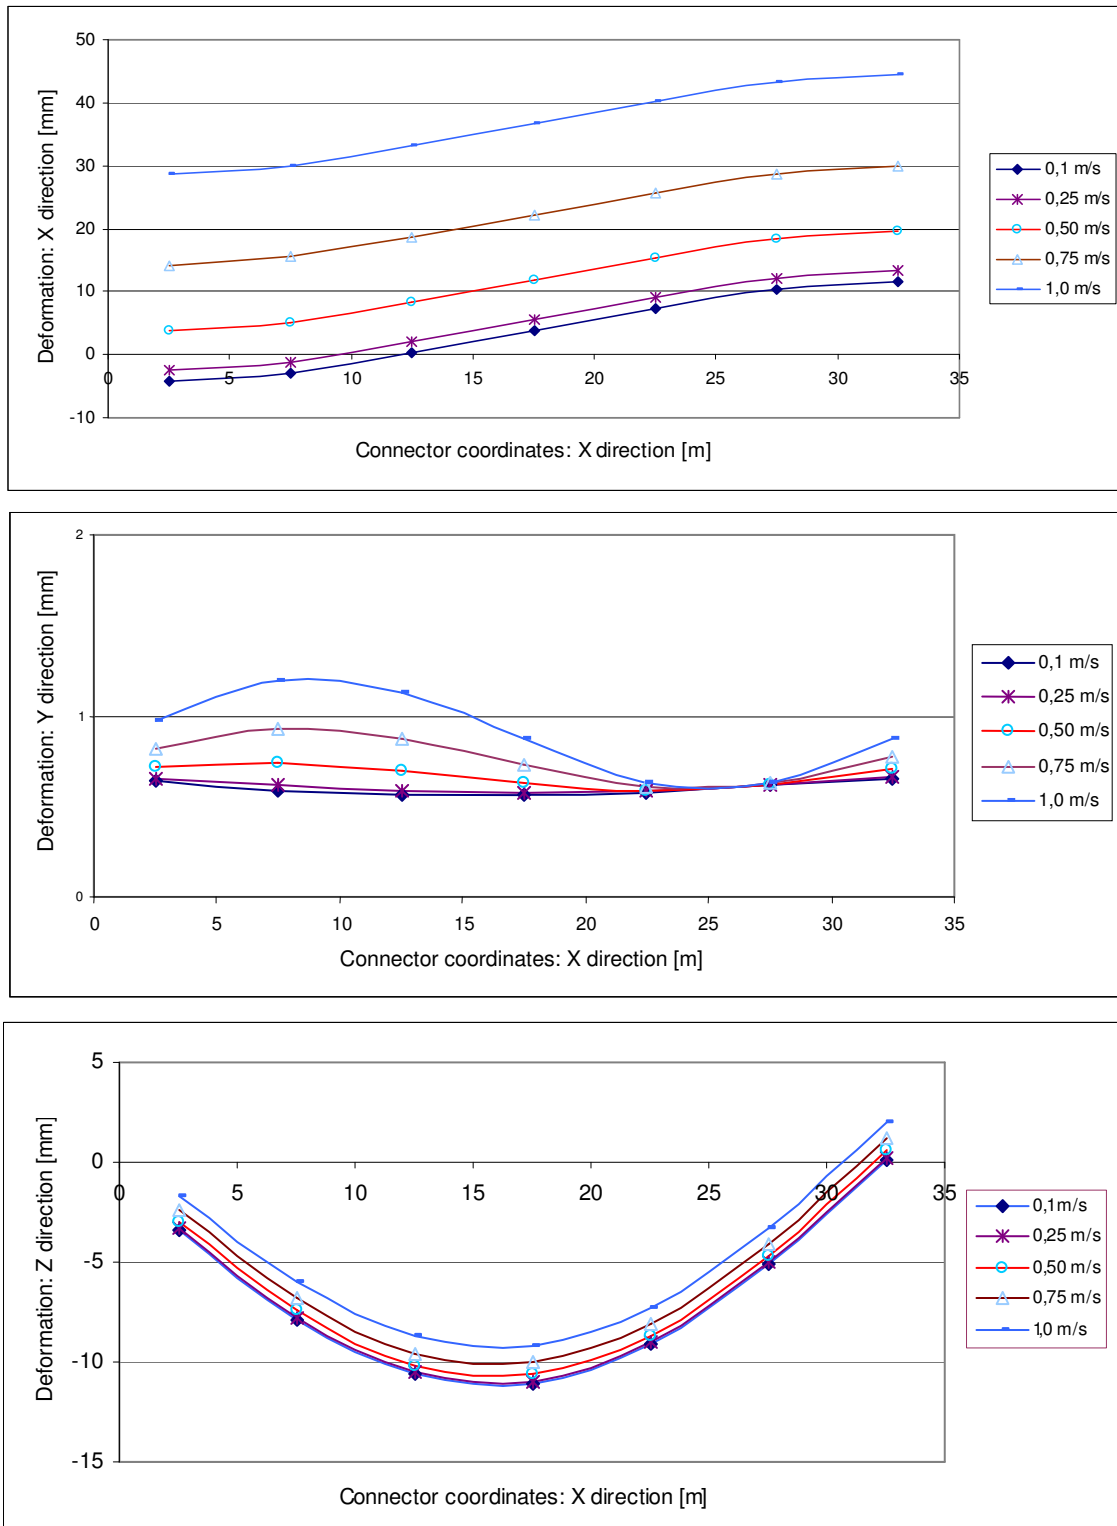 Deformation: X direction [mm]
50
40
30
20
10
0
-10
0 5 10 15 20 25 30 35
Connector coordinates: X direction [m]
0,1 m/s
0,25 m/s
0,50 m/s
0,75 m/s
1,0 m/s
Deformation: Y direction [mm]
2
1
0
0 5 10 15 20 25 30 35
Connector coordinates: X direction [m]
0,1 m/s
0,25 m/s
0,50 m/s
0,75 m/s
1,0 m/s
Deformation: Z direction [mm]
5
0
-5
-10
-15
0 5 10 15 20 25 30 35
Connector coordinates: X direction [m]
0,1m/s
0,25 m/s
0,50 m/s
0,75 m/s
1,0 m/s